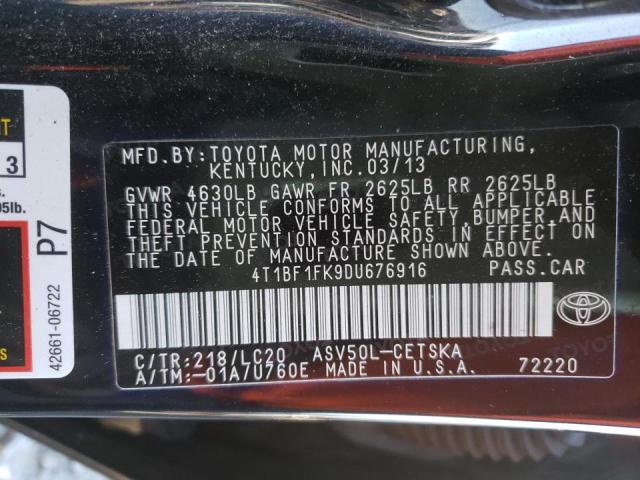 MFD.BY:TOYOTA MOTOR MANUFACTURING,
KENTUCKY,INC.03/13
GVWR 4630LB GAWR FR 2625LB RR 2625LB
THIS VEHICLE CONFORMS TO ALL APPLICABLE
FEDERAL MOTOR VEHICLE SAFETY,BUMPER,AND
THEFT PREVENTION STANDARDS IN EFFECT ON
THE DATE OF MANUFACTURE SHOWN ABOVE.
4T1BF1FK9DU676916 PASS.CAR
C/TR:218/LC20 ASV50L-CETSKA
A/TM:-01A7U760E MADE IN U.S.A. 72220
TOYOTA
3
5lb.
P7
42661-06722